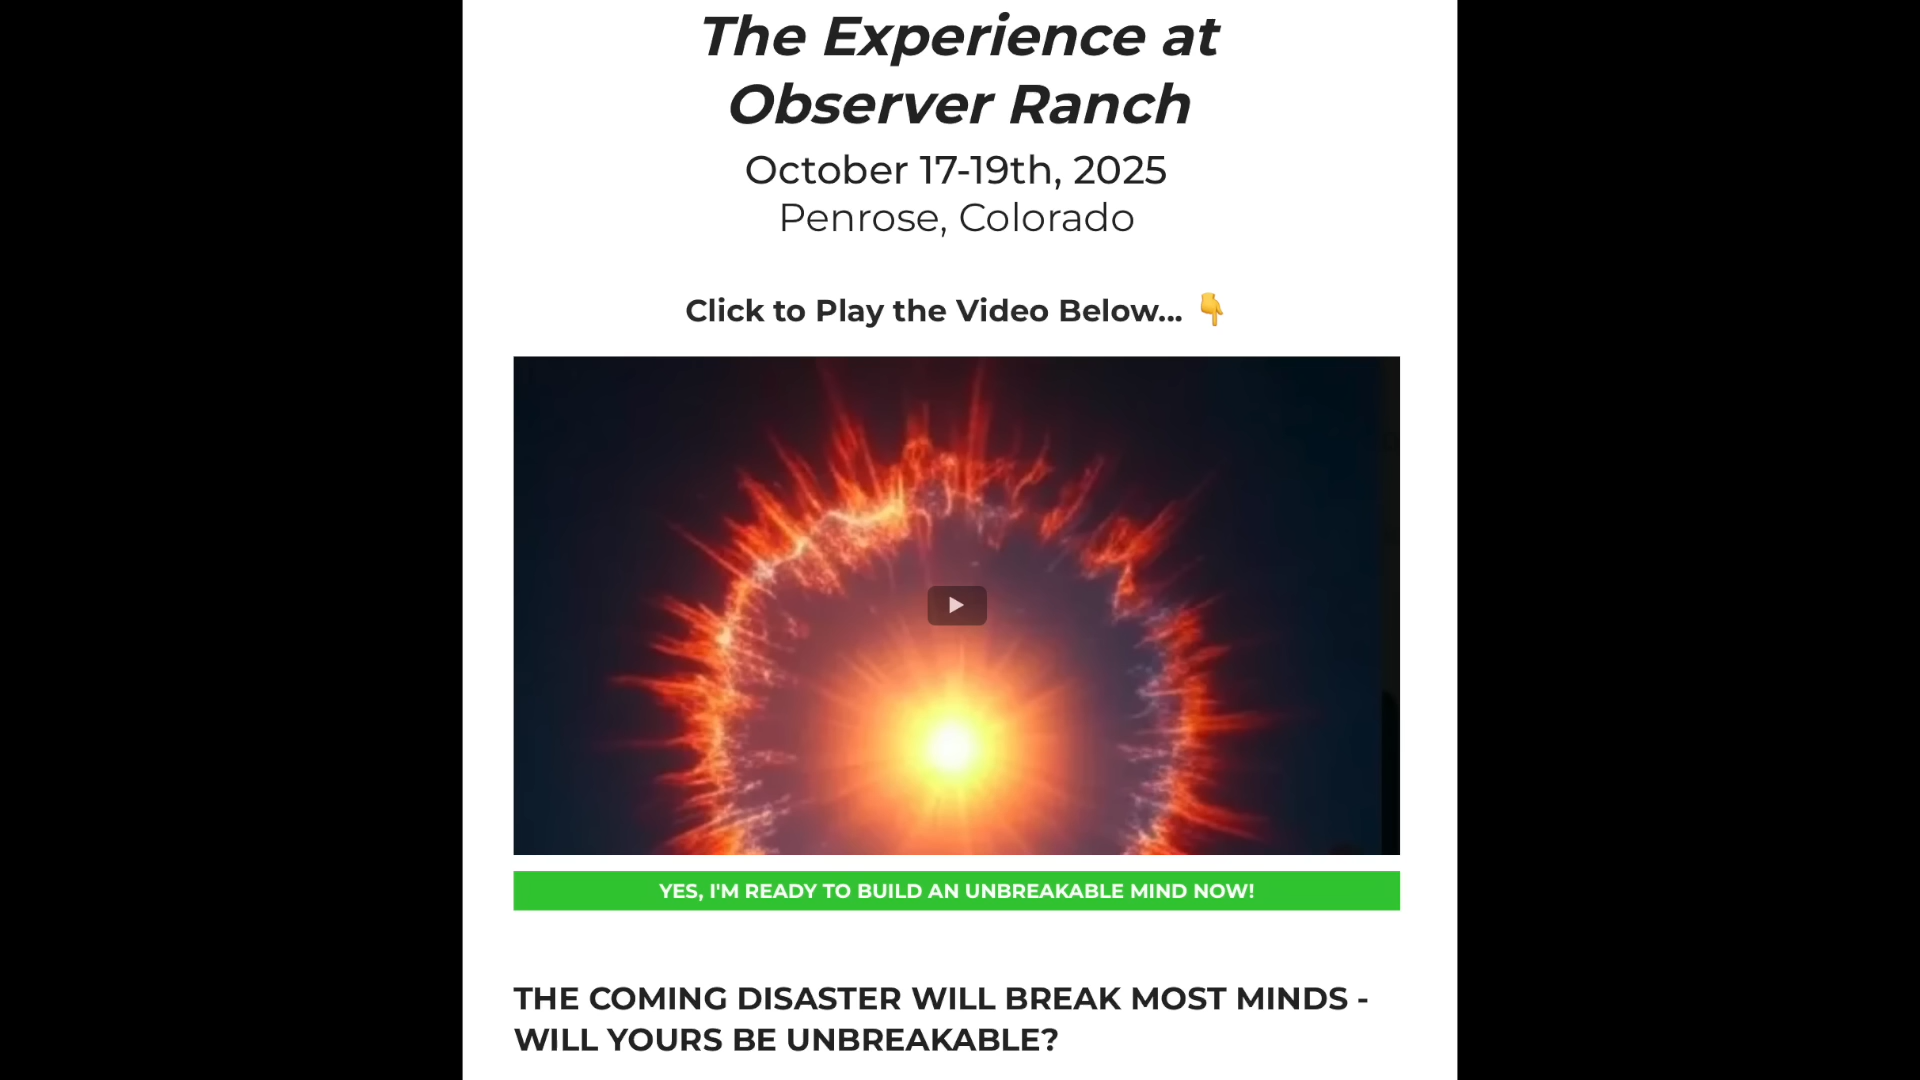 The Experience at
Observer Ranch
October 17-19th, 2025
Penrose, Colorado
Click to Play the Video Below... 👇
YES, I'M READY TO BUILD AN UNBREAKABLE MIND NOW!
THE COMING DISASTER WILL BREAK MOST MINDS -
WILL YOURS BE UNBREAKABLE?